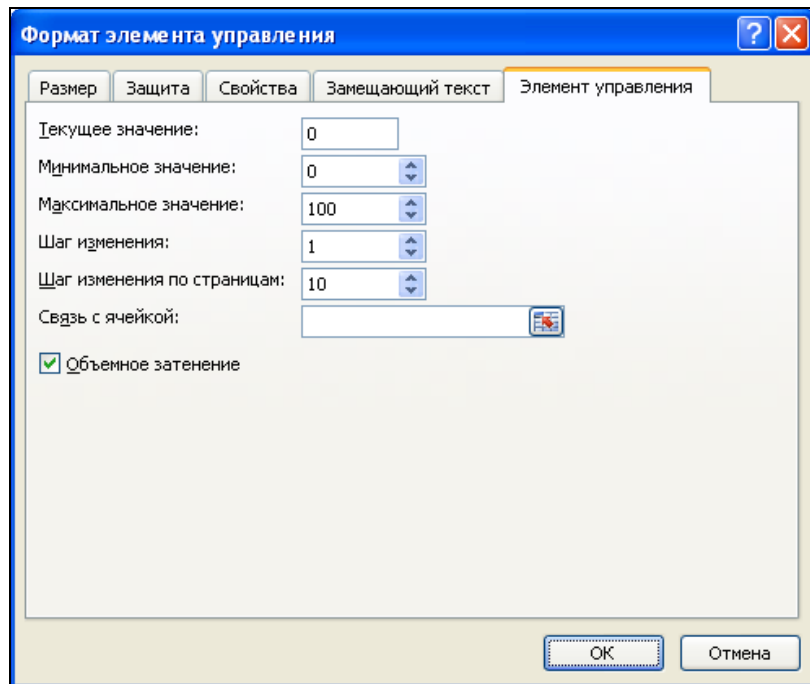 Формат элемента управления
Размер Защита Свойства Замещающий текст Элемент управления
Текущее значение: 0
Минимальное значение: 0
Максимальное значение: 100
Шаг изменения: 1
Шаг изменения по страницам: 10
Связь с ячейкой:
Объемное затенение
ОК Отмена